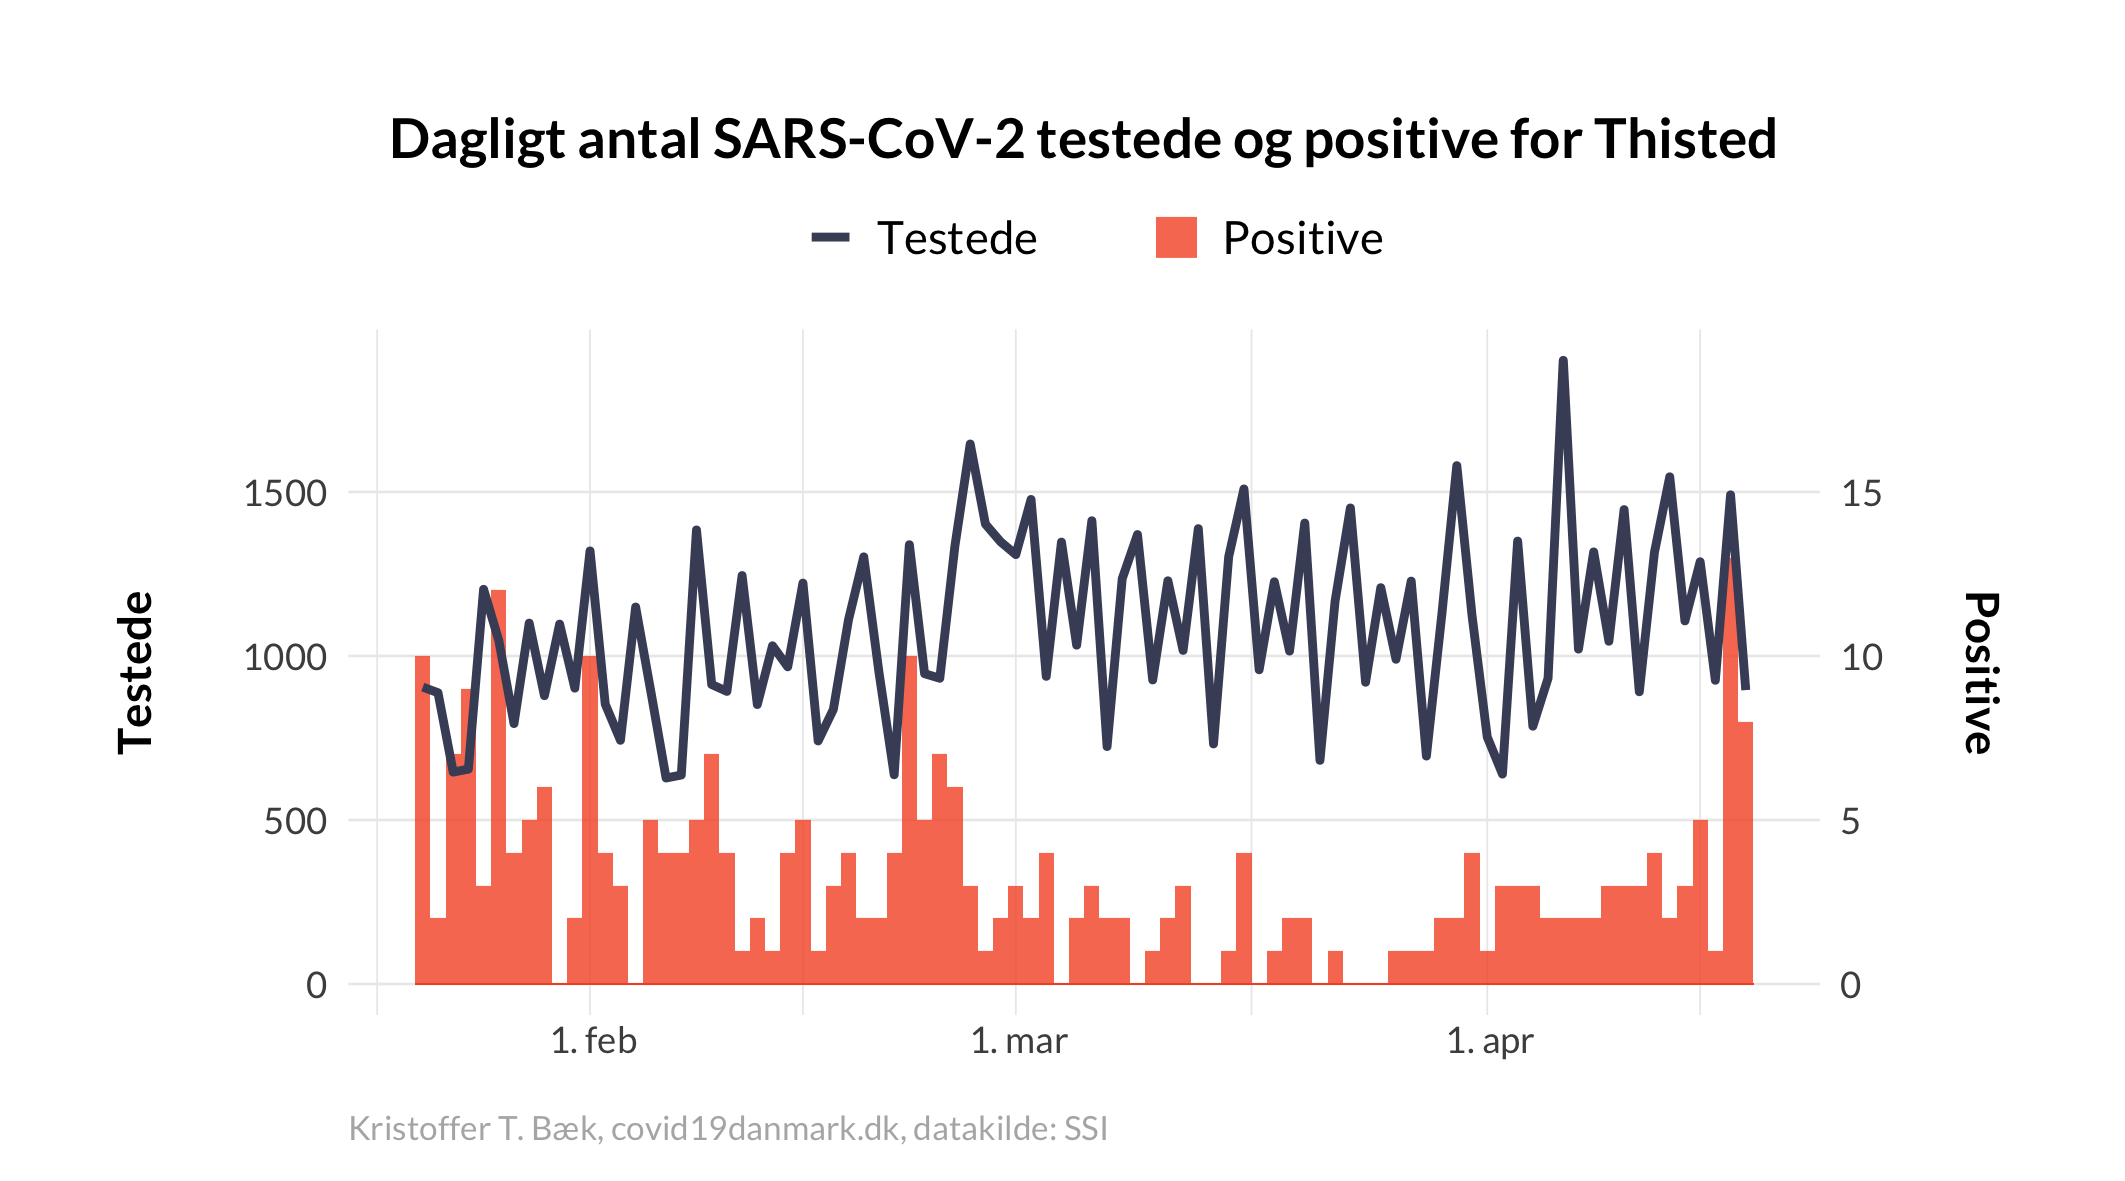 Dagligt antal SARS-CoV-2 testede og positive for Thisted
Testede
Positive
Testede
1500
1000
500
0
15
10
5
0
Positive
1. feb
1. mar
1. apr
Kristoffer T. Bæk, covid19danmark.dk, datakilde: SSI